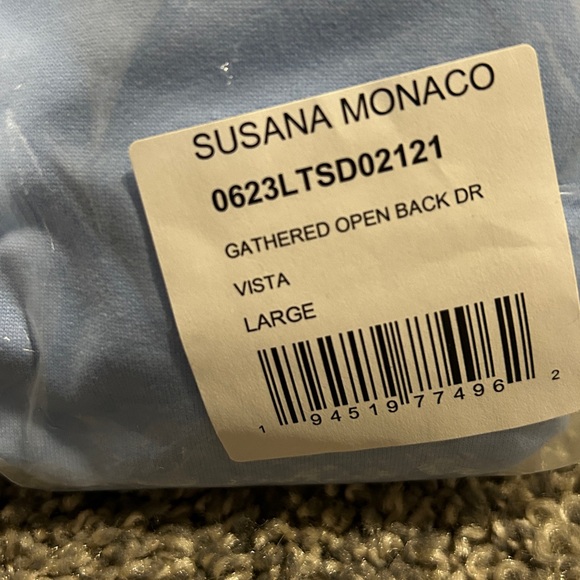 SUSANA MONACO
0623LTSD02121
GATHERED OPEN BACK DR
VISTA
LARGE
1 94519 77496 2